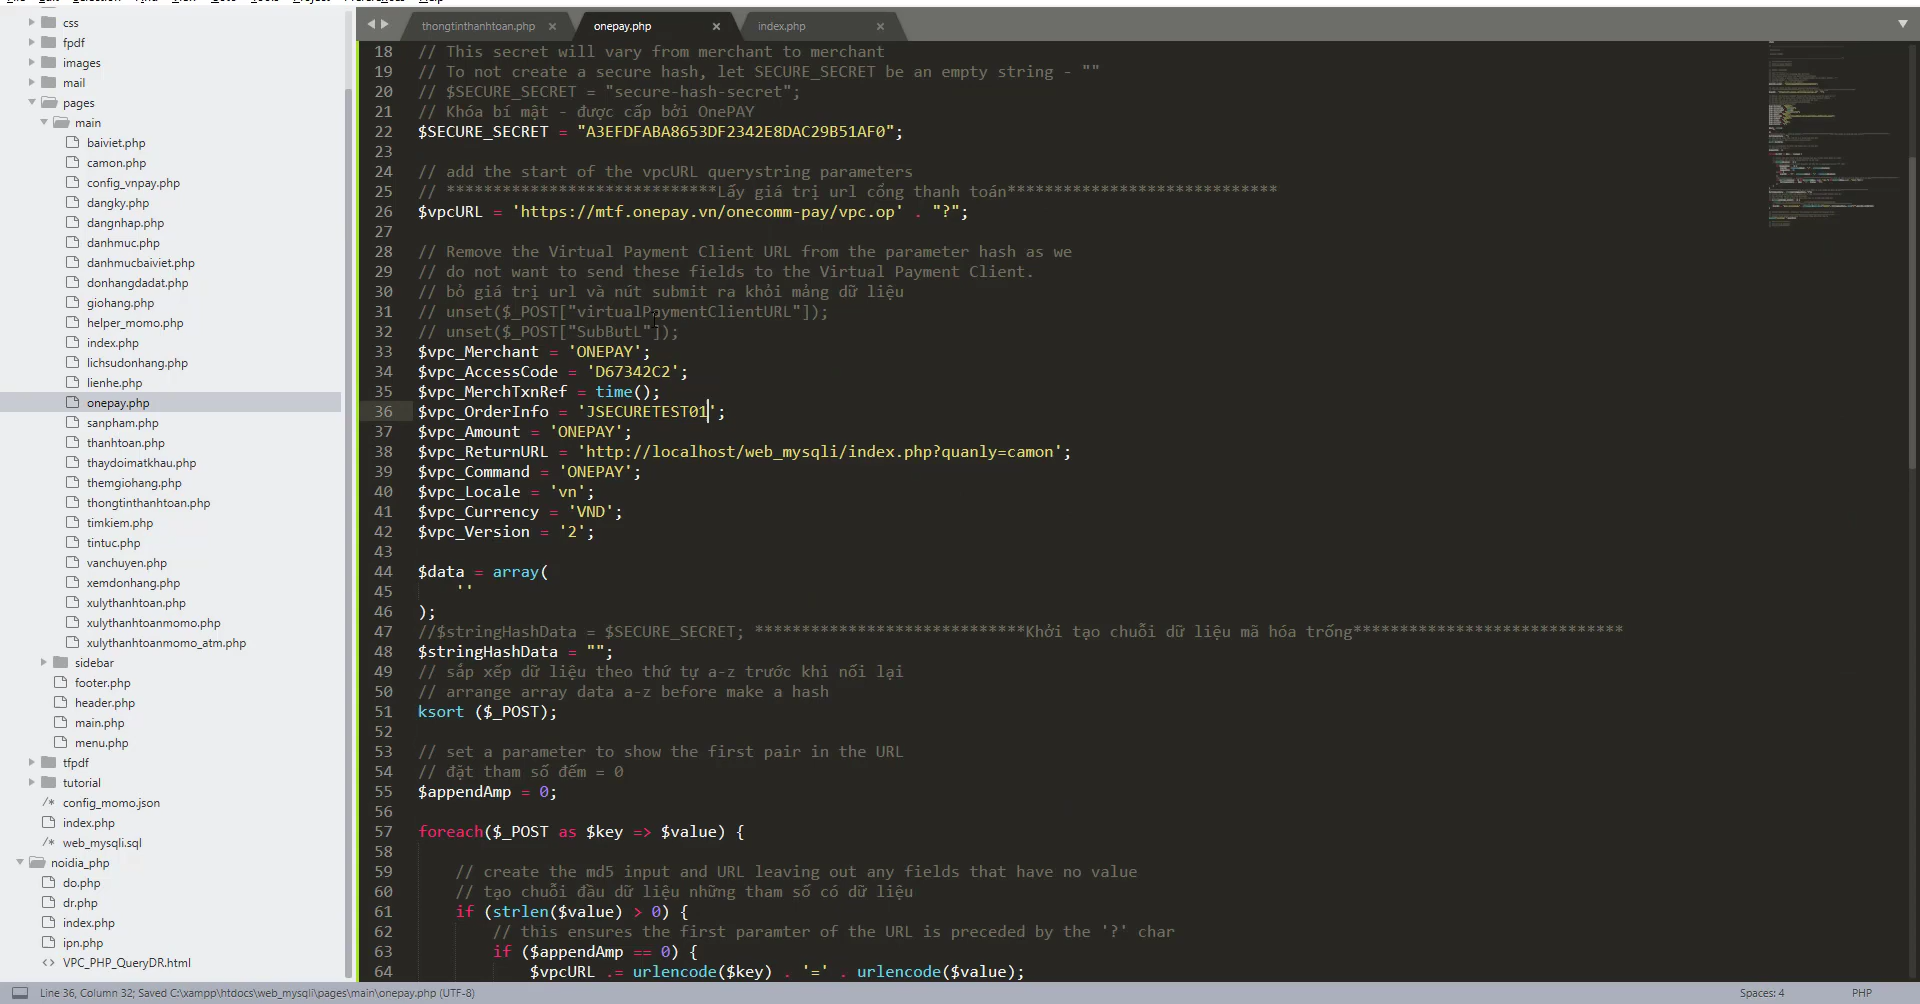 css
fpdf
images
mail
pages
main
baiviet.php
camon.php
config_vnpay.php
dangky.php
dangnhap.php
danhmuc.php
danhmucbaiviet.php
donhangdadat.php
giohang.php
helper_momo.php
index.php
lichsudonhang.php
lienhe.php
onepay.php
sanpham.php
thanhtoan.php
thaydoimatkhau.php
themgiohang.php
thongtinthanhtoan.php
timkiem.php
tintuc.php
vanchuyen.php
xemdonhang.php
xulythanhtoan.php
xulythanhtoanmomo.php
xulythanhtoanmomo_atm.php
sidebar
footer.php
header.php
main.php
menu.php
tfpdf
tutorial
/* config_momo.json
index.php
/* web_mysqli.sql
noidia_php
do.php
dr.php
index.php
ipn.php
<> VPC_PHP_QueryDR.html
thongtinthanhtoan.php × onepay.php × index.php ×
18 // This secret will vary from merchant to merchant
19 // To not create a secure hash, let SECURE_SECRET be an empty string - ""
20 // $SECURE_SECRET = "secure-hash-secret";
21 // Khóa bí mật - được cấp bởi OnePAY
22 $SECURE_SECRET = "A3EFDFABA8653DF2342E8DAC29B51AF0";
23
24 // add the start of the vpcURL querystring parameters
25 // *****************************Lấy giá trị url cổng thanh toán*****************************
26 $vpcURL = 'https://mtf.onepay.vn/onecomm-pay/vpc.op' . "?";
27
28 // Remove the Virtual Payment Client URL from the parameter hash as we
29 // do not want to send these fields to the Virtual Payment Client.
30 // bỏ giá trị url và nút submit ra khỏi mảng dữ liệu
31 // unset($_POST["virtualPaymentClientURL"]);
32 // unset($_POST["SubButL"]);
33 $vpc_Merchant = 'ONEPAY';
34 $vpc_AccessCode = 'D67342C2';
35 $vpc_MerchTxnRef = time();
36 $vpc_OrderInfo = 'JSECURETEST01';
37 $vpc_Amount = 'ONEPAY';
38 $vpc_ReturnURL = 'http://localhost/web_mysqli/index.php?quanly=camon';
39 $vpc_Command = 'ONEPAY';
40 $vpc_Locale = 'vn';
41 $vpc_Currency = 'VND';
42 $vpc_Version = '2';
43
44 $data = array(
45 ''
46 );
47 //$stringHashData = $SECURE_SECRET; *****************************Khởi tạo chuỗi dữ liệu mã hóa trống*****************************
48 $stringHashData = "";
49 // sắp xếp dữ liệu theo thứ tự a-z trước khi nối lại
50 // arrange array data a-z before make a hash
51 ksort ($_POST);
52
53 // set a parameter to show the first pair in the URL
54 // đặt tham số đếm = 0
55 $appendAmp = 0;
56
57 foreach($_POST as $key => $value) {
58
59 // create the md5 input and URL leaving out any fields that have no value
60 // tạo chuỗi đầu dữ liệu những tham số có dữ liệu
61 if (strlen($value) > 0) {
62 // this ensures the first paramter of the URL is preceded by the '?' char
63 if ($appendAmp == 0) {
64 $vpcURL .= urlencode($key) . '=' . urlencode($value);
Line 36, Column 32; Saved C:\xampp\htdocs\web_mysqli\pages\main\onepay.php (UTF-8)
Spaces: 4
PHP